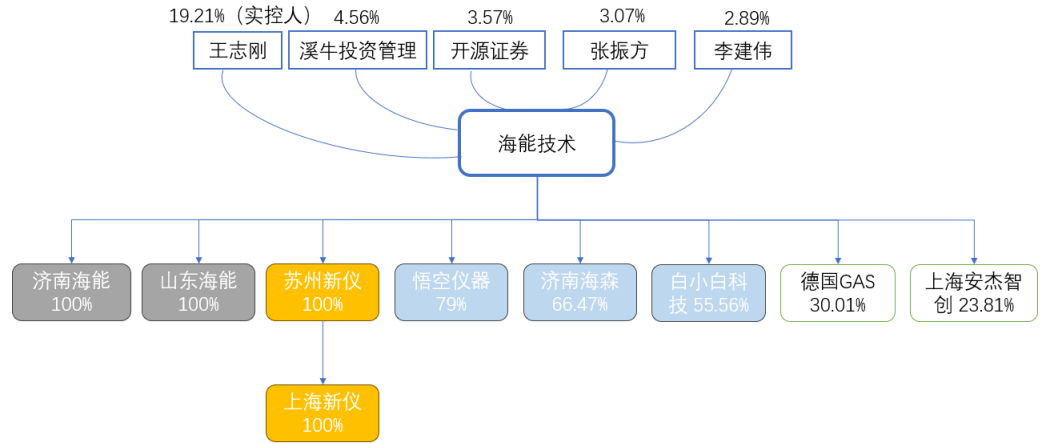 19.21%（实控人）
4.56%
3.57%
3.07%
2.89%
王志刚
溪牛投资管理
开源证券
张振方
李建伟
海能技术
济南海能
100%
山东海能
100%
苏州新仪
100%
悟空仪器
79%
济南海森
66.47%
白小白科
技 55.56%
德国GAS
30.01%
上海安杰智
创 23.81%
上海新仪
100%